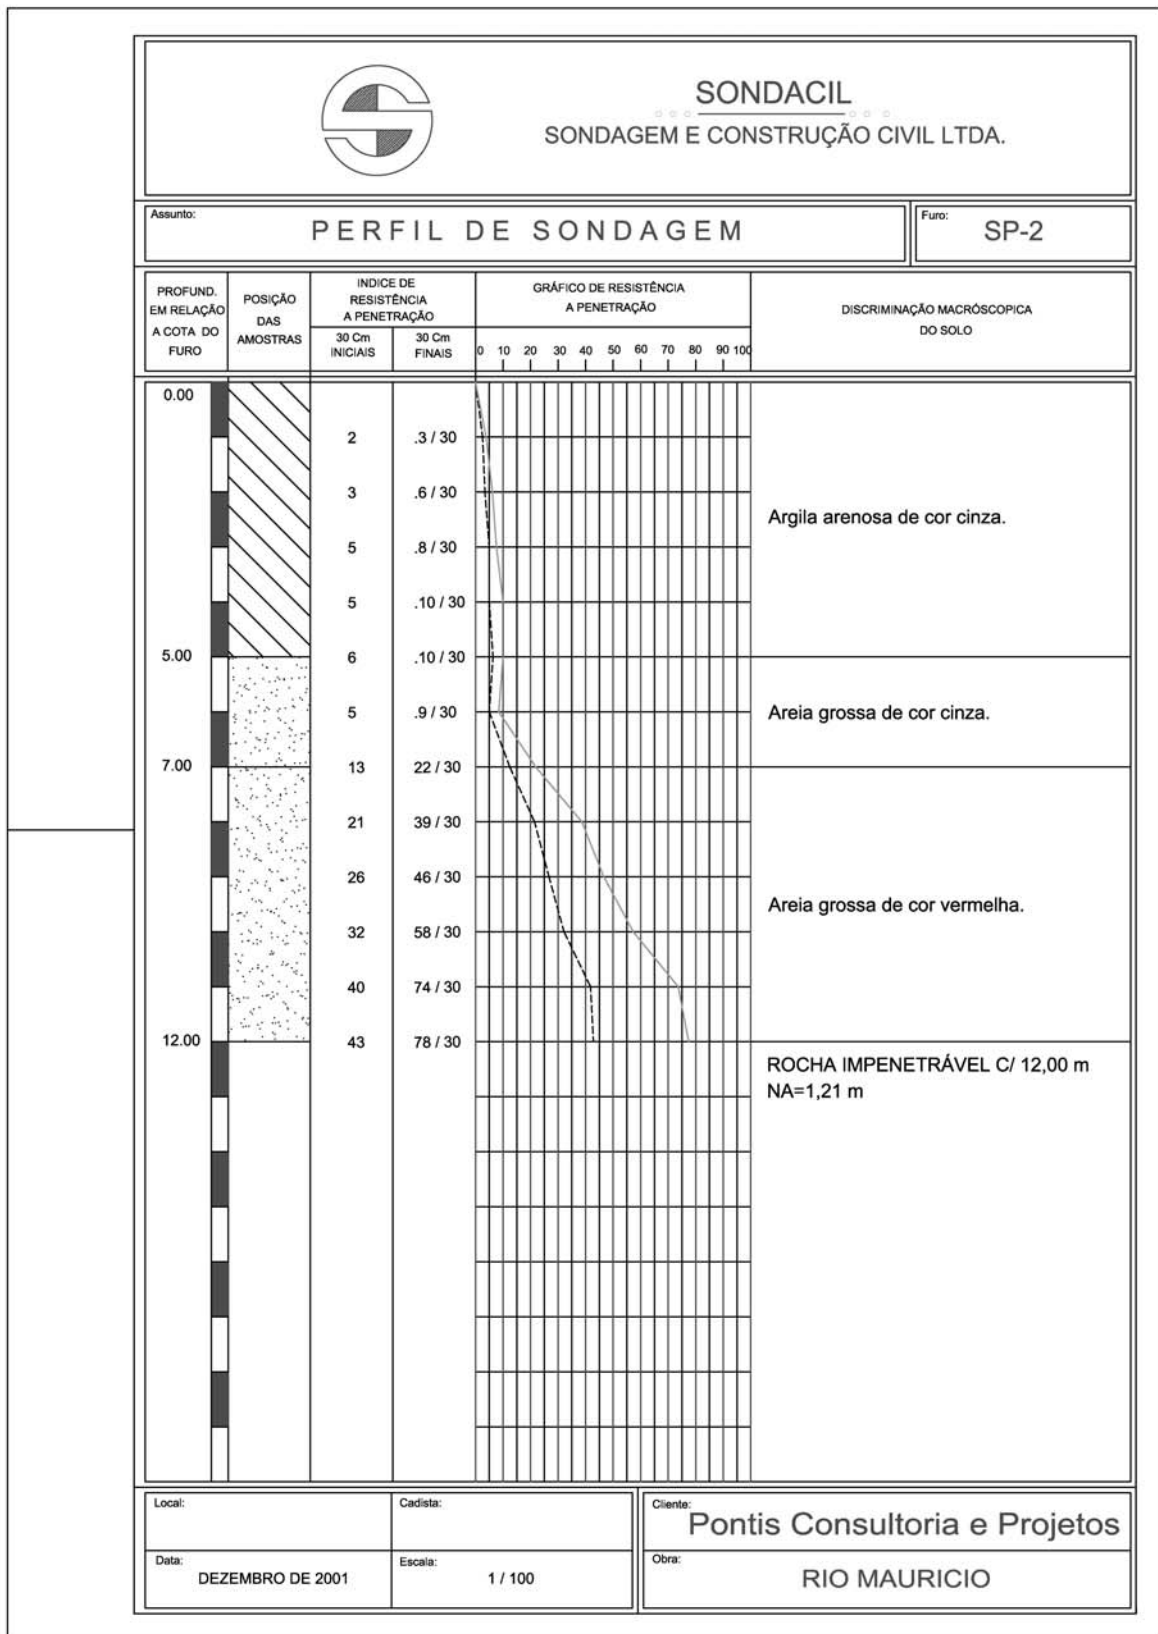 SONDACIL
SONDAGEM E CONSTRUÇÃO CIVIL LTDA.
Assunto:
PERFIL DE SONDAGEM
Furo:
SP-2
PROFUND.
EM RELAÇÃO
A COTA DO
FURO
POSIÇÃO
DAS
AMOSTRAS
INDICE DE
RESISTÊNCIA
A PENETRAÇÃO
30 Cm
INICIAIS
30 Cm
FINAIS
GRÁFICO DE RESISTÊNCIA
A PENETRAÇÃO
0 10 20 30 40 50 60 70 80 90 100
DISCRIMINAÇÃO MACRÓSCOPICA
DO SOLO
0.00
2 .3 / 30
3 .6 / 30
Argila arenosa de cor cinza.
5 .8 / 30
5 .10 / 30
5.00 6 .10 / 30
5 .9 / 30 Areia grossa de cor cinza.
7.00 13 22 / 30
21 39 / 30
26 46 / 30
Areia grossa de cor vermelha.
32 58 / 30
40 74 / 30
12.00 43 78 / 30
ROCHA IMPENETRÁVEL C/ 12,00 m
NA=1,21 m
Local:
Cadista:
Cliente:
Pontis Consultoria e Projetos
Data:
DEZEMBRO DE 2001
Escala:
1 / 100
Obra:
RIO MAURICIO